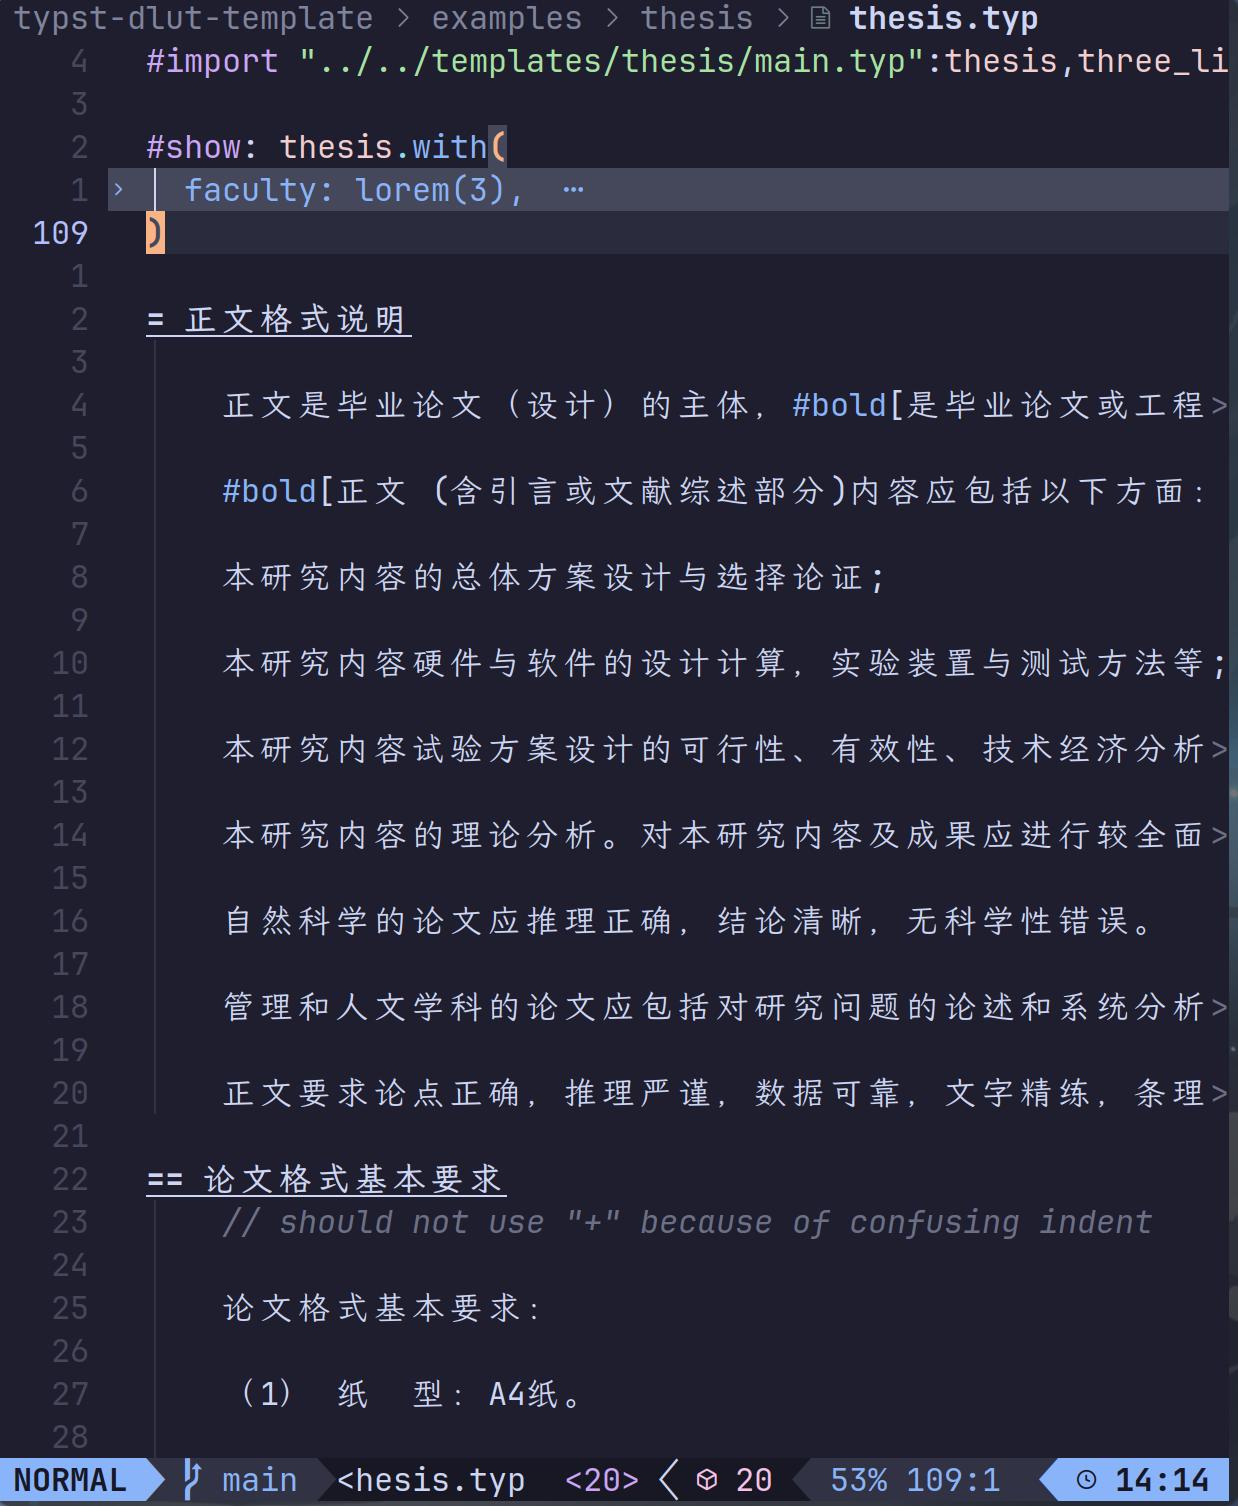 typst-dlut-template > examples > thesis > thesis.typ
4 #import "../../templates/thesis/main.typ":thesis,three_li
3
2 #show: thesis.with(
1 > faculty: lorem(3), ···
109 )
1
2 = 正文格式说明
3
4 正文是毕业论文（设计）的主体，#bold[是毕业论文或工程>
5
6 #bold[正文 (含引言或文献综述部分)内容应包括以下方面：
7
8 本研究内容的总体方案设计与选择论证;
9
10 本研究内容硬件与软件的设计计算，实验装置与测试方法等;
11
12 本研究内容试验方案设计的可行性、有效性、技术经济分析>
13
14 本研究内容的理论分析。对本研究内容及成果应进行较全面>
15
16 自然科学的论文应推理正确，结论清晰，无科学性错误。
17
18 管理和人文学科的论文应包括对研究问题的论述和系统分析>
19
20 正文要求论点正确，推理严谨，数据可靠，文字精练，条理>
21
22 == 论文格式基本要求
23 // should not use "+" because of confusing indent
24
25 论文格式基本要求：
26
27 （1） 纸　型：A4纸。
28
NORMAL main <hesis.typ <20> 20 53% 109:1 14:14